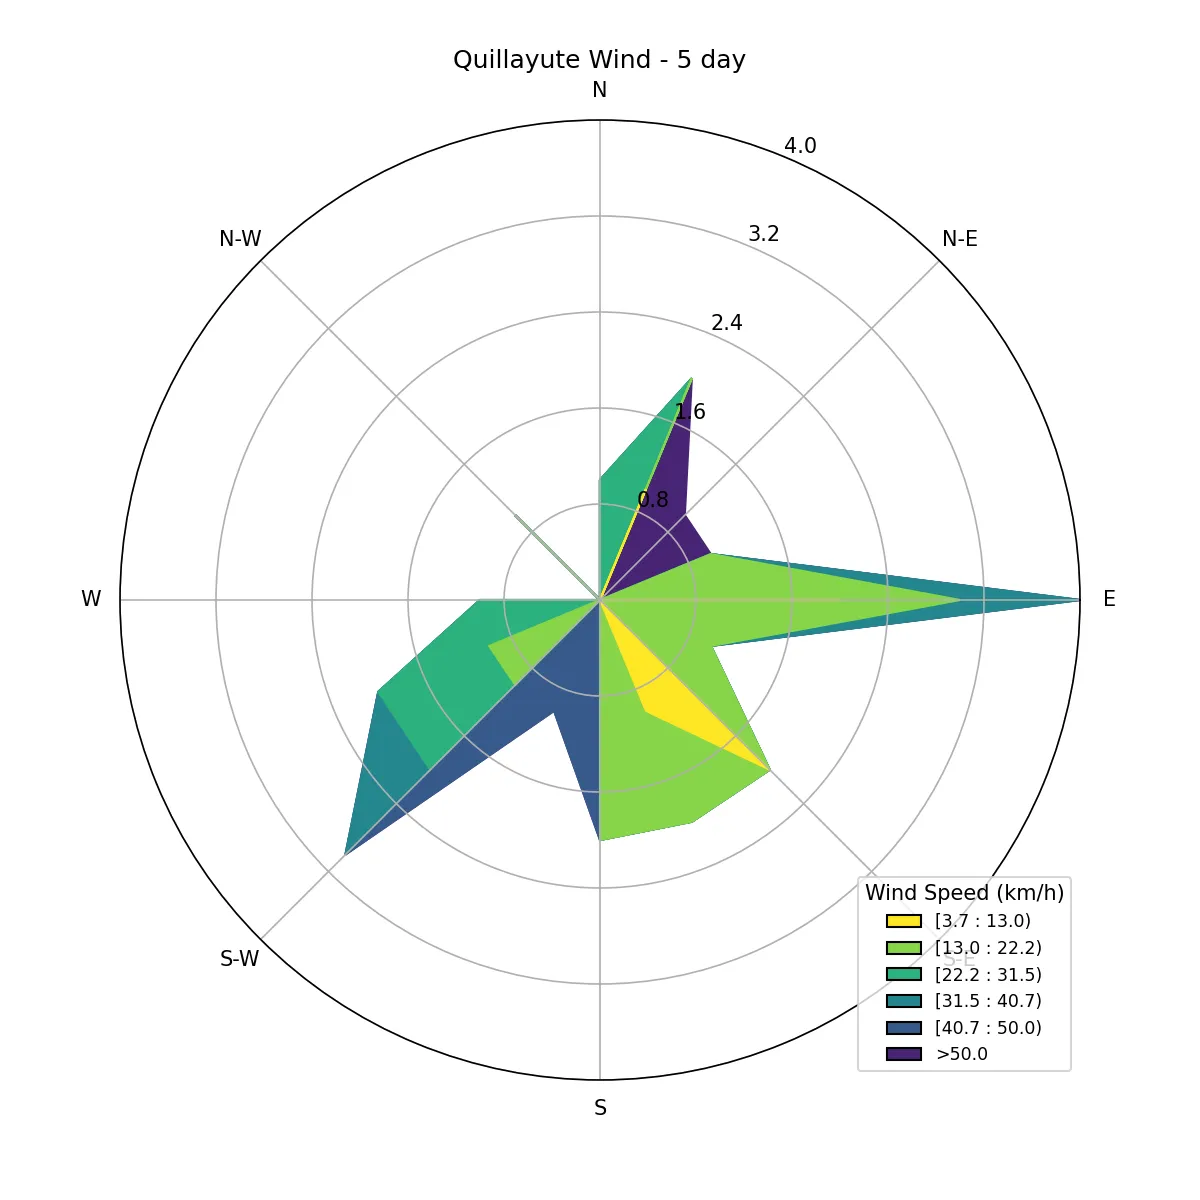 Quillayute Wind - 5 day
N
4.0
N-W
3.2
N-E
2.4
1.6
0.8
W
E
S-W
S-E
S
Wind Speed (km/h)
[3.7 : 13.0)
[13.0 : 22.2)
[22.2 : 31.5)
[31.5 : 40.7)
[40.7 : 50.0)
>50.0